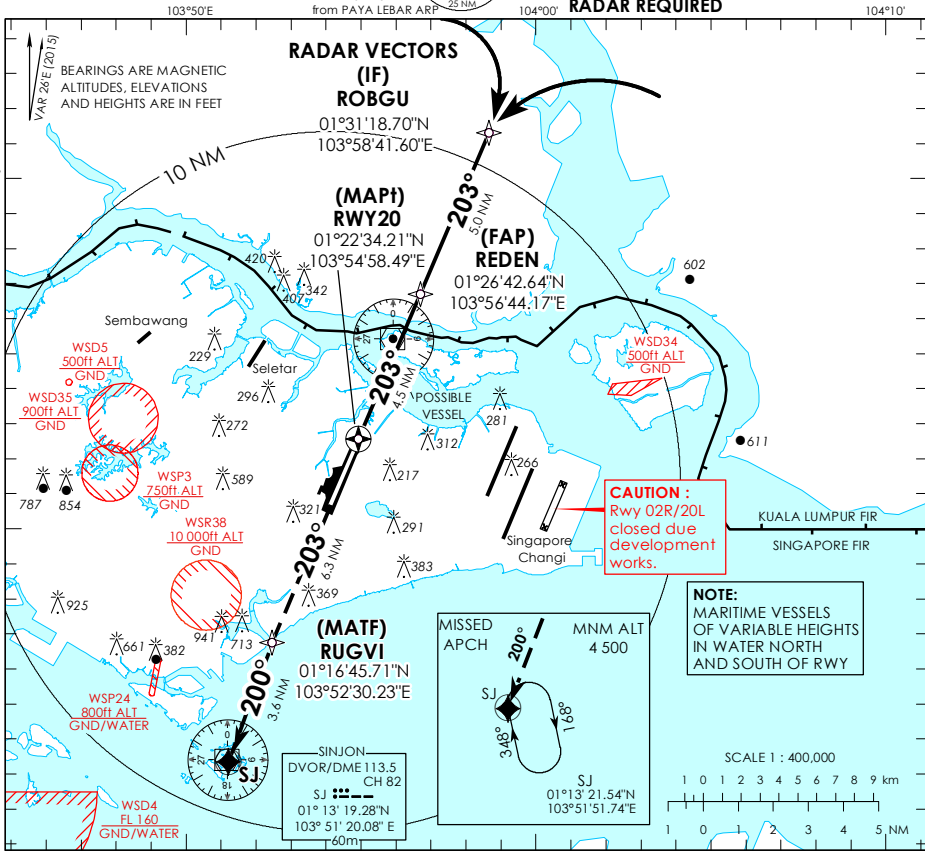 103°50'E
from PAYA LEBAR ARP
25 NM
104°00'
RADAR REQUIRED
104°10'
VAR 26'E (2015)
BEARINGS ARE MAGNETIC
ALTITUDES, ELEVATIONS
AND HEIGHTS ARE IN FEET
RADAR VECTORS
(IF)
ROBGU
01°31'18.70"N
103°58'41.60"E
10 NM
203°
5.0 NM
(MAPt)
RWY20
01°22'34.21"N
103°54'58.49"E
(FAP)
REDEN
01°26'42.64"N
103°56'44.17"E
420
407
342
602
Sembawang
229
Seletar
296
WSD5
500ft ALT
GND
WSD35
900ft ALT
GND
WSD34
500ft ALT
GND
203°
4.5 NM
POSSIBLE
VESSEL
281
272
312
611
217
266
589
787
854
WSP3
750ft ALT
GND
321
291
WSR38
10 000ft ALT
GND
CAUTION :
Rwy 02R/20L
closed due
development
works.
KUALA LUMPUR FIR
SINGAPORE FIR
Singapore
Changi
203°
6.3 NM
383
369
925
941
713
661
382
NOTE:
MARITIME VESSELS
OF VARIABLE HEIGHTS
IN WATER NORTH
AND SOUTH OF RWY
(MATF)
RUGVI
01°16'45.71"N
103°52'30.23"E
MISSED
APCH
MNM ALT
4 500
200°
SJ
348°
168°
SJ
01°13' 21.54"N
103°51'51.74"E
WSP24
800ft ALT
GND/WATER
200°
3.6 NM
0
9
18
27
0
9
27
SJ
SINJON
DVOR/DME 113.5
CH 82
SJ
01° 13' 19.28"N
103° 51' 20.08" E
60m
WSD4
FL 160
GND/WATER
SCALE 1 : 400,000
1 0 1 2 3 4 5 6 7 8 9 km
1 0 1 2 3 4 5 NM